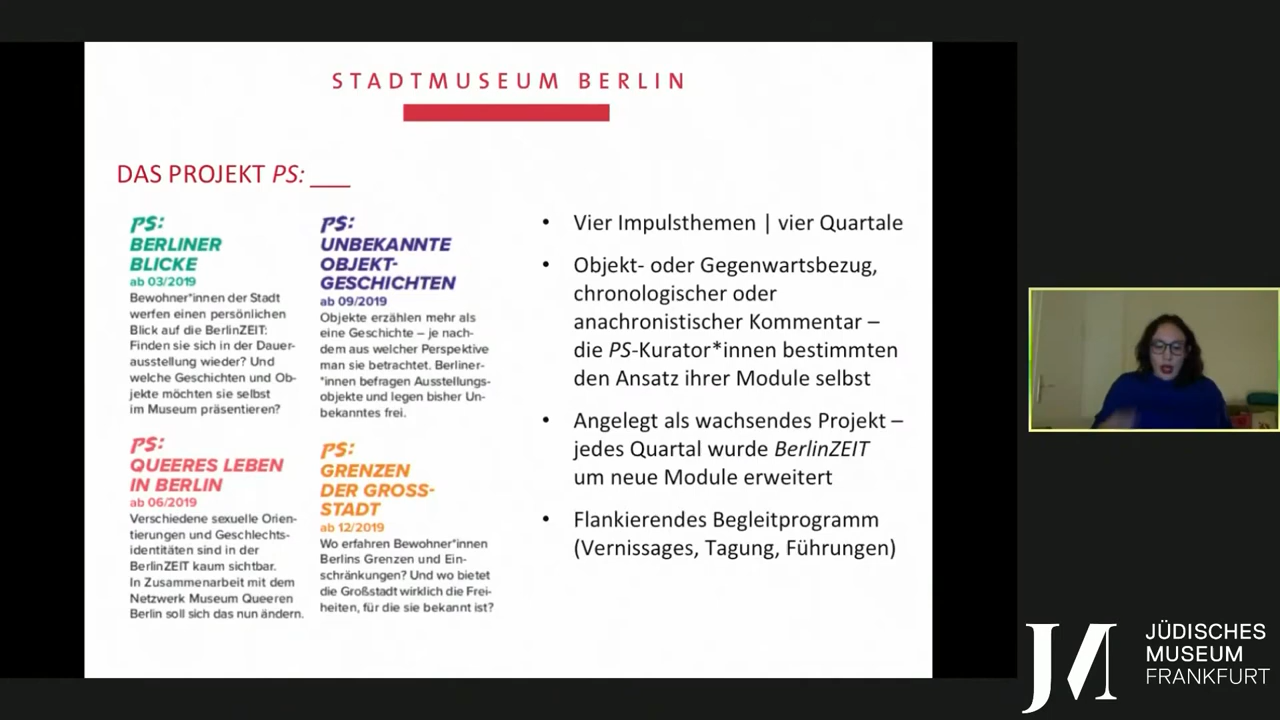 STADTMUSEUM BERLIN
DAS PROJEKT PS: ___
PS:
BERLINER
BLICKE
ab 03/2019
Bewohner*innen der Stadt
werfen einen persönlichen
Blick auf die BerlinZEIT:
Finden sie sich in der Dauer-
ausstellung wieder? Und
welche Geschichten und Ob-
jekte möchten sie selbst
im Museum präsentieren?
PS:
QUEERES LEBEN
IN BERLIN
ab 06/2019
Verschiedene sexuelle Orien-
tierungen und Geschlechts-
identitäten sind in der
BerlinZEIT kaum sichtbar.
In Zusammenarbeit mit dem
Netzwerk Museum Queeren
Berlin soll sich das nun ändern.
PS:
UNBEKANNTE
OBJEKT-
GESCHICHTEN
ab 09/2019
Objekte erzählen mehr als
eine Geschichte – je nach-
dem aus welcher Perspektive
man sie betrachtet. Berliner-
*innen befragen Ausstellungs-
objekte und legen bisher Un-
bekanntes frei.
PS:
GRENZEN
DER GROSS-
STADT
ab 12/2019
Wo erfahren Bewohner*innen
Berlins Grenzen und Ein-
schränkungen? Und wo bietet
die Großstadt wirklich die Frei-
heiten, für die sie bekannt ist?
• Vier Impulsthemen | vier Quartale
• Objekt- oder Gegenwartsbezug,
chronologischer oder
anachronistischer Kommentar –
die PS-Kurator*innen bestimmten
den Ansatz ihrer Module selbst
• Angelegt als wachsendes Projekt –
jedes Quartal wurde BerlinZEIT
um neue Module erweitert
• Flankierendes Begleitprogramm
(Vernissages, Tagung, Führungen)
JM
JÜDISCHES
MUSEUM
FRANKFURT